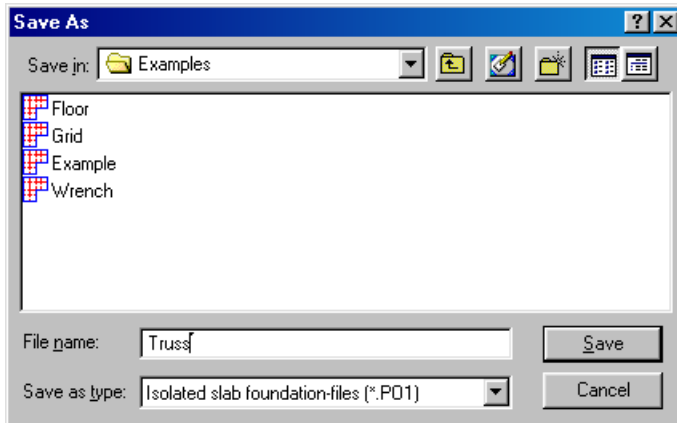 Save As
Save in: Examples
Floor
Grid
Example
Wrench
File name: Truss Save
Save as type: Isolated slab foundation-files (*.PO1) Cancel